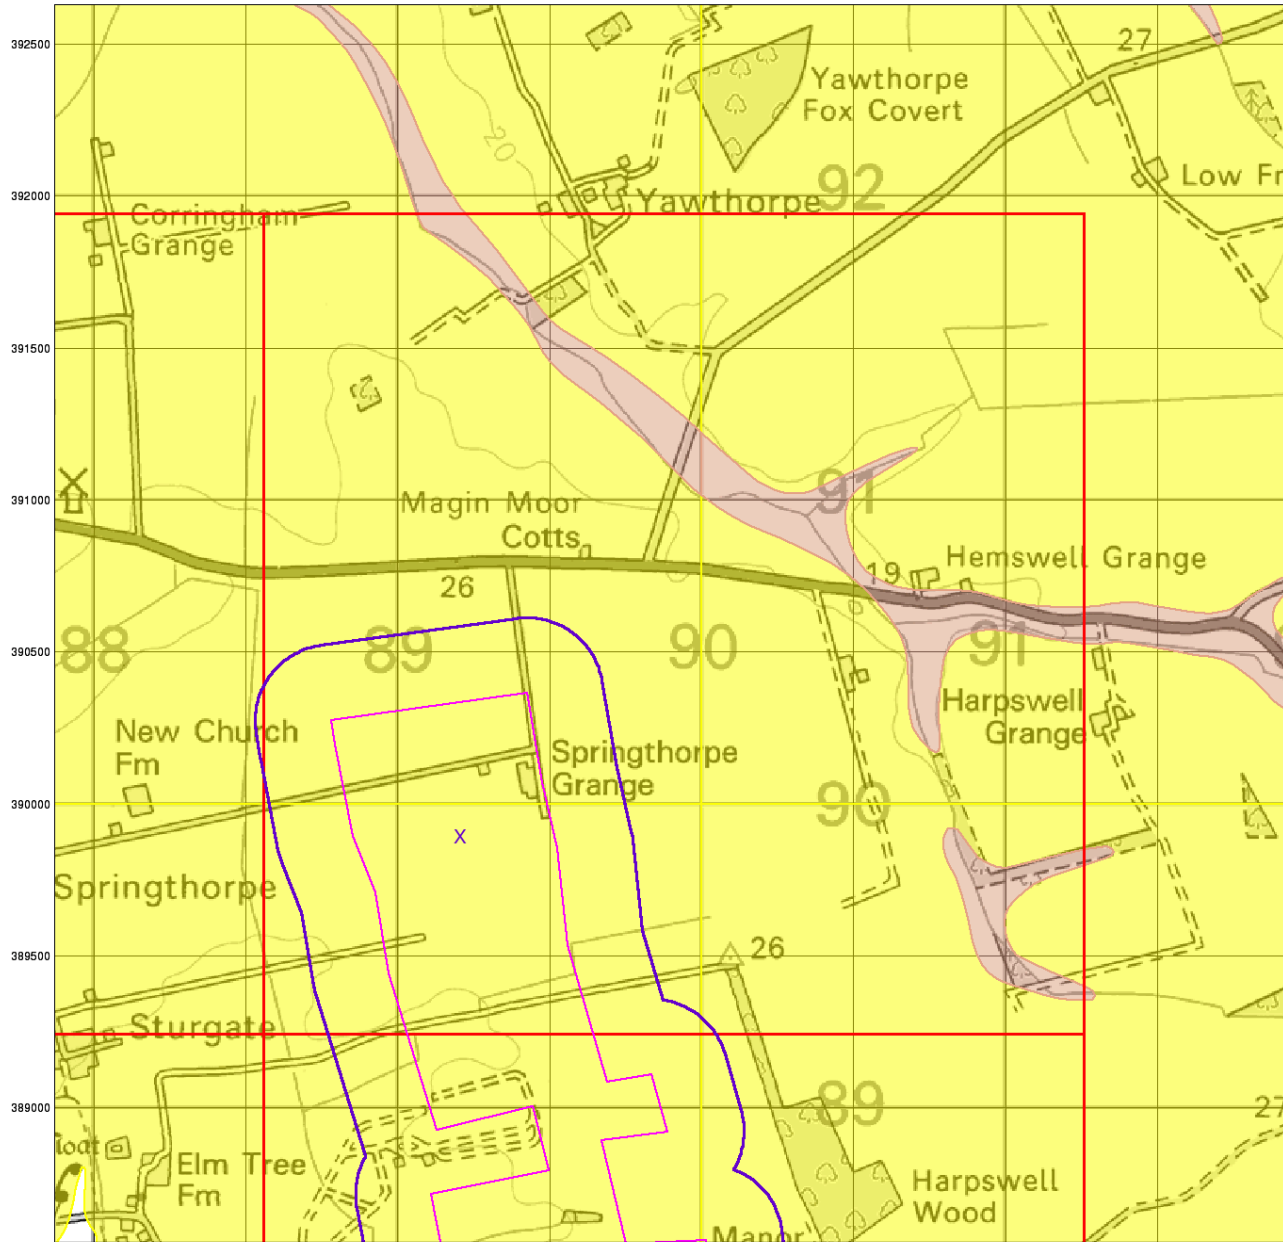 392500
27
Yawthorpe
Fox Covert
20
392000
92
Low Fr
Yawthorpe
Corringham
Grange
391500
391000
91
Magin Moor
Cotts
26
19
Hemswell Grange
390500
88
89
90
91
Harpswell
Grange
New Church
Fm
Springthorpe
Grange
390000
90
X
Springthorpe
389500
26
Sturgate
389000
89
27
loat
Elm Tree
Fm
Harpswell
Wood
Manor